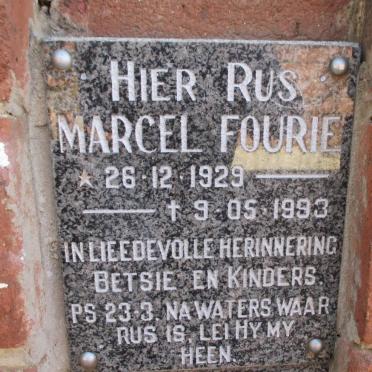 HIER RUS
MARCEL FOURIE
★ 26·12·1929
† 9·05·1993
IN LIEEDEVOLLE HERINNERING
BETSIE EN KINDERS.
PS 23:3. NA WATERS WAAR
RUS IS, LEI HY MY
HEEN.